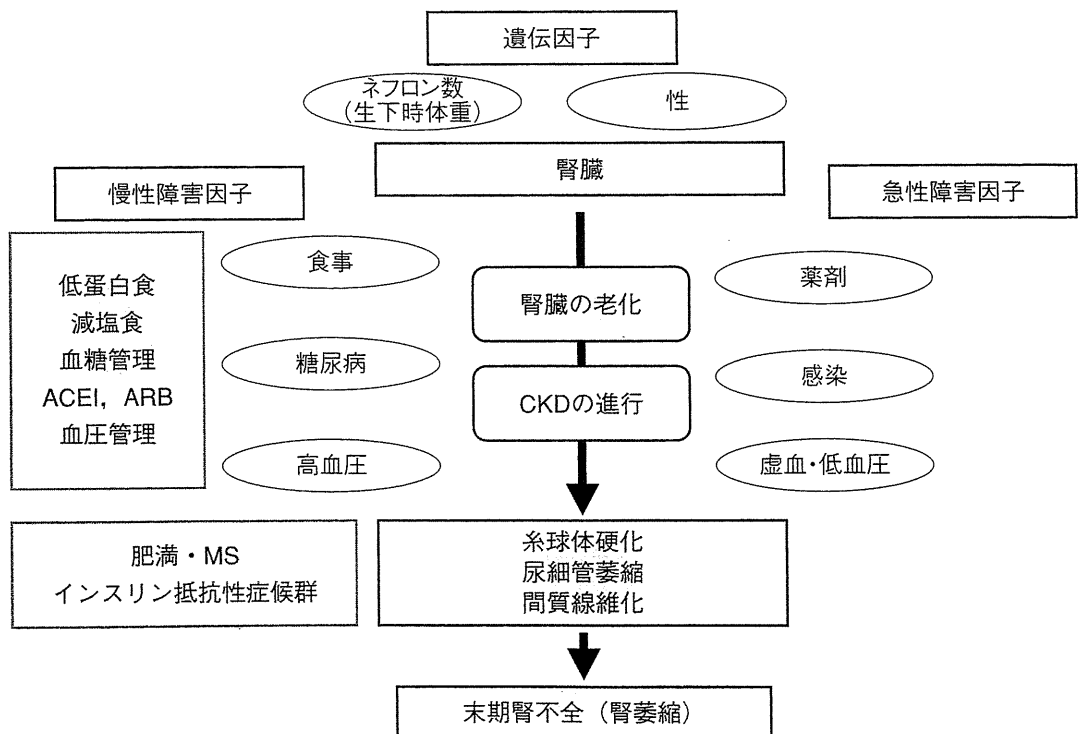 遺伝因子
ネフロン数
(生下時体重)
性
腎臓
慢性障害因子
急性障害因子
低蛋白食
減塩食
血糖管理
ACEI, ARB
血圧管理
食事
糖尿病
高血圧
腎臓の老化
CKDの進行
薬剤
感染
虚血・低血圧
肥満・MS
インスリン抵抗性症候群
糸球体硬化
尿細管萎縮
間質線維化
末期腎不全（腎萎縮）